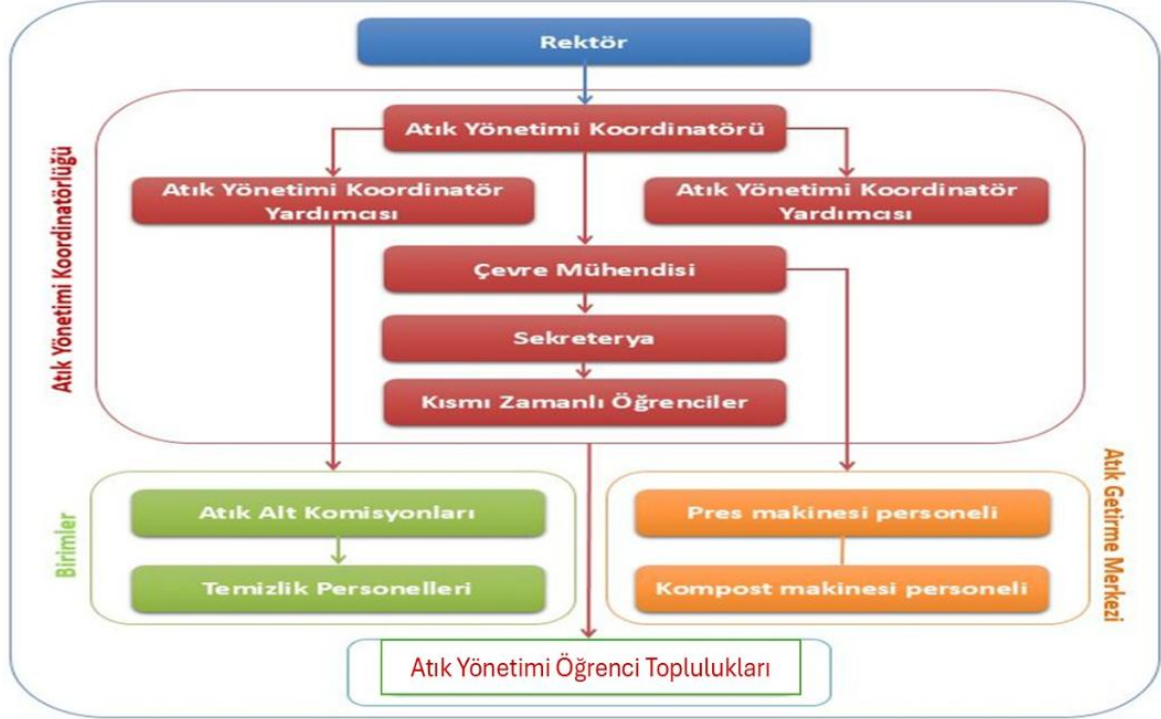 Rektör
Atık Yönetimi Koordinatörlüğü
Atık Yönetimi Koordinatörü
Atık Yönetimi Koordinatör
Yardımcısı
Atık Yönetimi Koordinatör
Yardımcısı
Çevre Mühendisi
Sekreterya
Kısmı Zamanlı Öğrenciler
Birimler
Atık Alt Komisyonları
Temizlik Personelleri
Atık Getirme Merkezi
Pres makinesi personeli
Kompost makinesi personeli
Atık Yönetimi Öğrenci Toplulukları